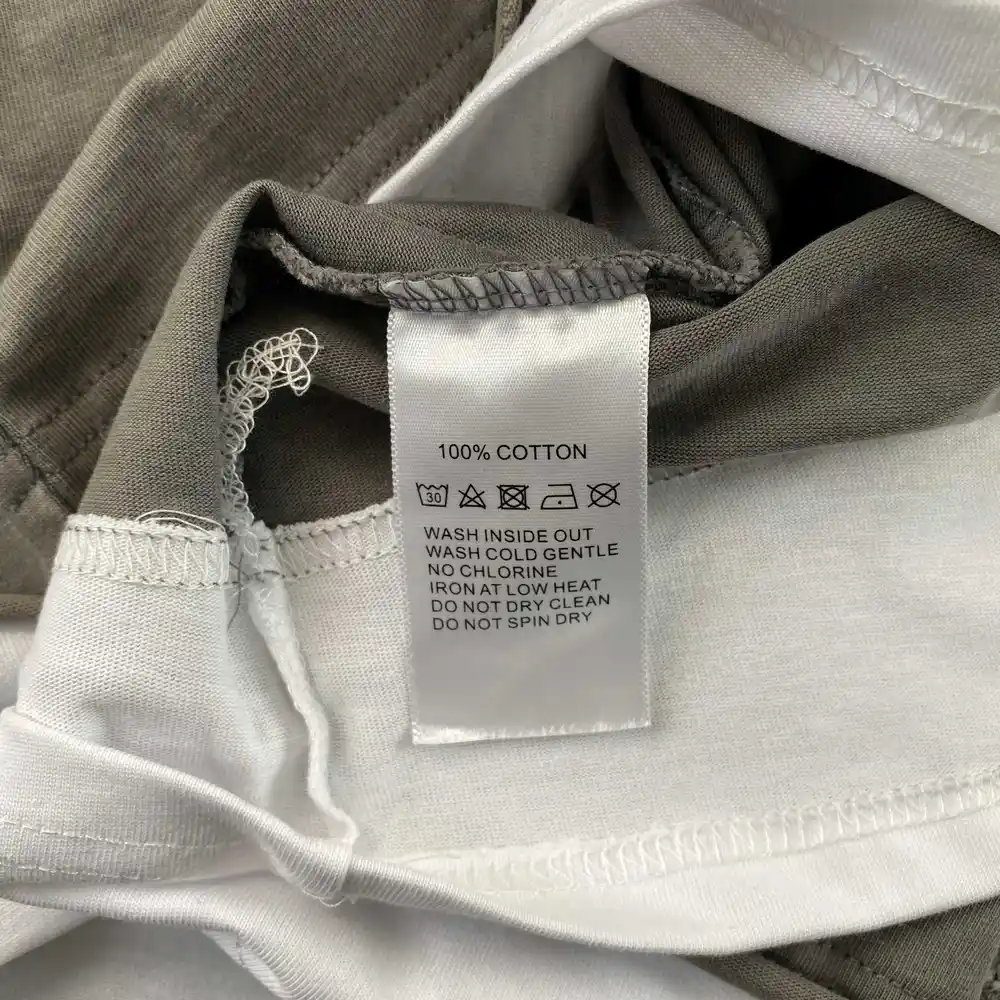 100% COTTON
30
WASH INSIDE OUT
WASH COLD GENTLE
NO CHLORINE
IRON AT LOW HEAT
DO NOT DRY CLEAN
DO NOT SPIN DRY